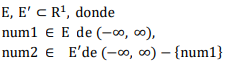 E, E' ⊂ R¹, donde
num1 ∈ E de (−∞, ∞),
num2 ∈ E'de (−∞, ∞) − {num1}